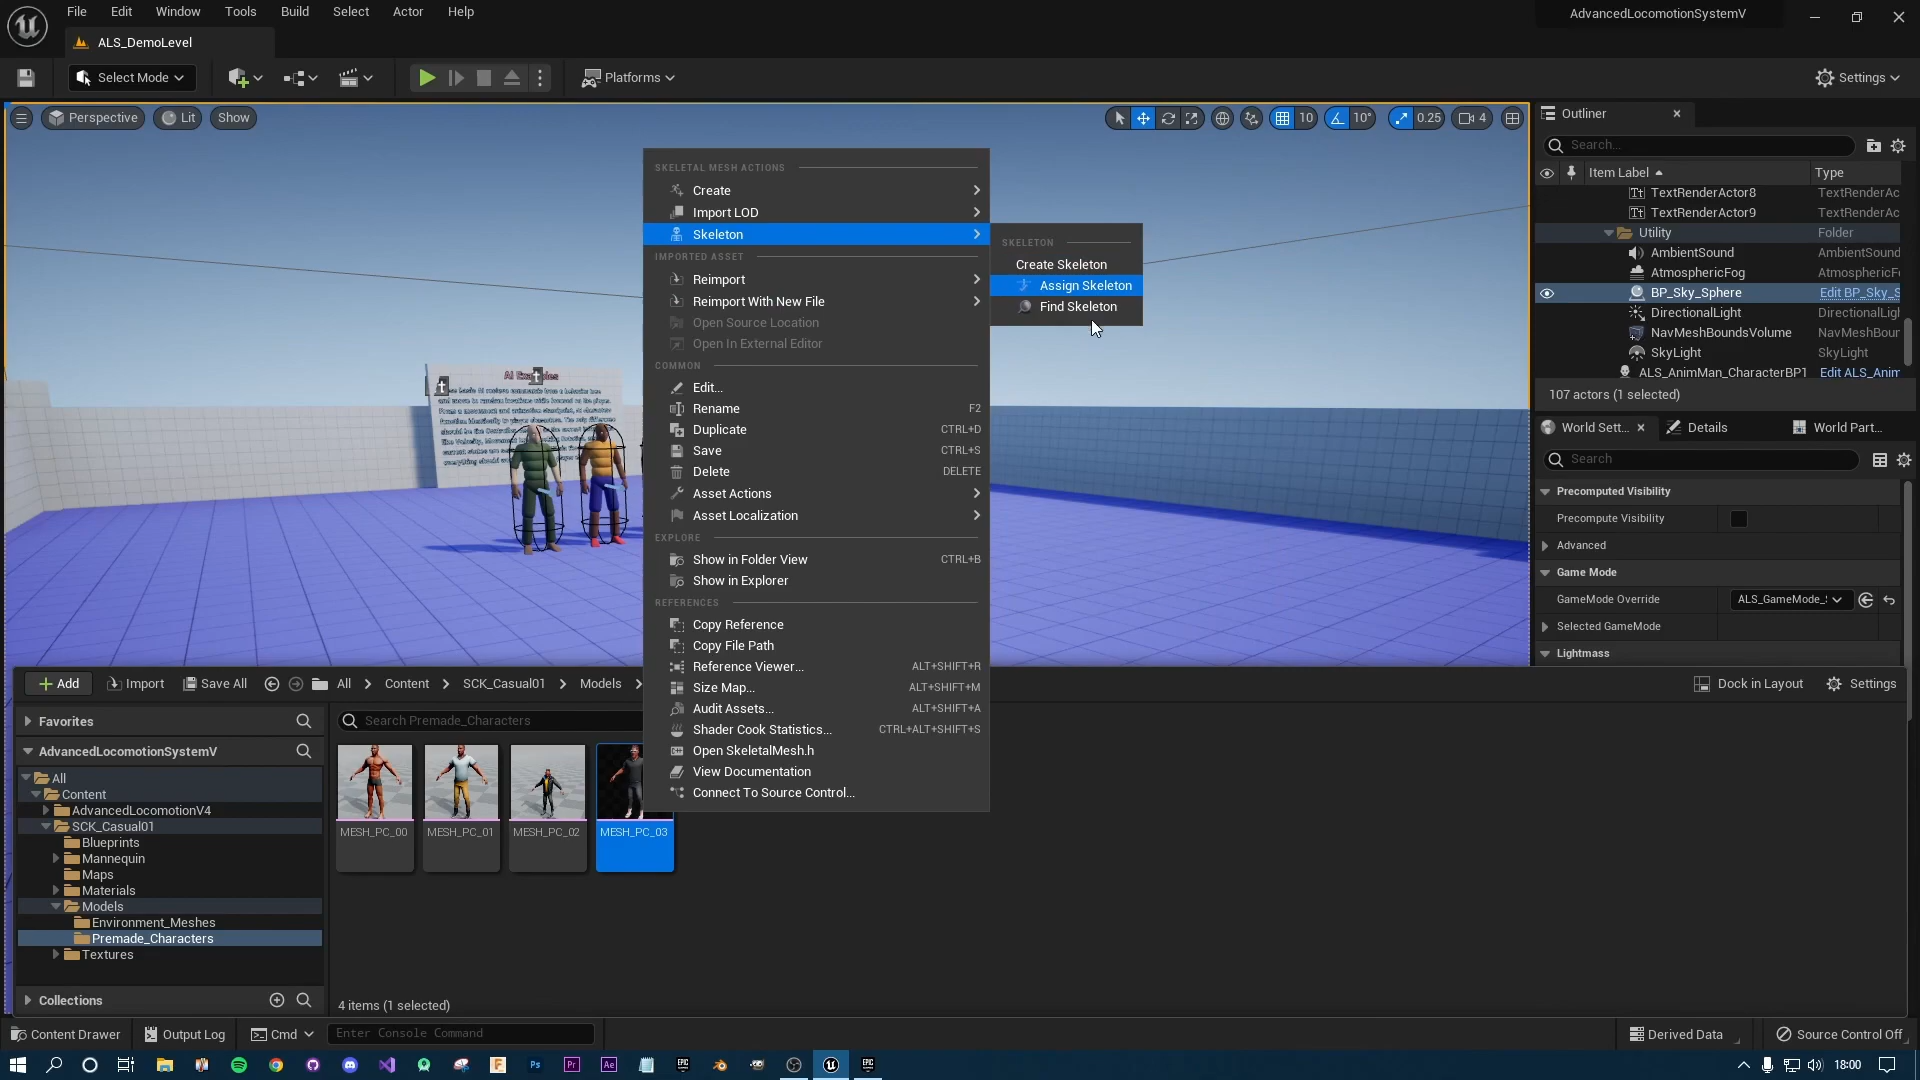 File Edit Window Tools Build Select Actor Help
AdvancedLocomotionSystemV
ALS_DemoLevel
Select Mode
Platforms
Settings
Perspective
Lit
Show
10
10°
0.25
4
Outliner
Search...
Item Label
Type
TextRenderActor8 TextRenderAc
TextRenderActor9 TextRenderAc
Utility Folder
AmbientSound AmbientSound
AtmosphericFog AtmosphericFo
BP_Sky_Sphere Edit BP_Sky_S
DirectionalLight DirectionalLigh
NavMeshBoundsVolume NavMeshBoun
SkyLight SkyLight
ALS_AnimMan_CharacterBP1 Edit ALS_Anim
107 actors (1 selected)
World Sett...
Details
World Part...
Search
Precomputed Visibility
Precompute Visibility
Advanced
Game Mode
GameMode Override
ALS_GameMode_S
Selected GameMode
Lightmass
SKELETAL MESH ACTIONS
Create
Import LOD
Skeleton
IMPORTED ASSET
Reimport
Reimport With New File
Open Source Location
Open In External Editor
COMMON
Edit...
Rename F2
Duplicate CTRL+D
Save CTRL+S
Delete DELETE
Asset Actions
Asset Localization
EXPLORE
Show in Folder View CTRL+B
Show in Explorer
REFERENCES
Copy Reference
Copy File Path
Reference Viewer... ALT+SHIFT+R
Size Map... ALT+SHIFT+M
Audit Assets... ALT+SHIFT+A
Shader Cook Statistics... CTRL+ALT+SHIFT+S
Open SkeletalMesh.h
View Documentation
Connect To Source Control...
SKELETON
Create Skeleton
Assign Skeleton
Find Skeleton
Add
Import
Save All
All > Content > SCK_Casual01 > Models >
Dock in Layout
Settings
Favorites
AdvancedLocomotionSystemV
All
Content
AdvancedLocomotionV4
SCK_Casual01
Blueprints
Mannequin
Maps
Materials
Models
Environment_Meshes
Premade_Characters
Textures
Collections
Search Premade_Characters
MESH_PC_00
MESH_PC_01
MESH_PC_02
MESH_PC_03
4 items (1 selected)
Content Drawer
Output Log
Cmd
Enter Console Command
Derived Data
Source Control Off
18:00